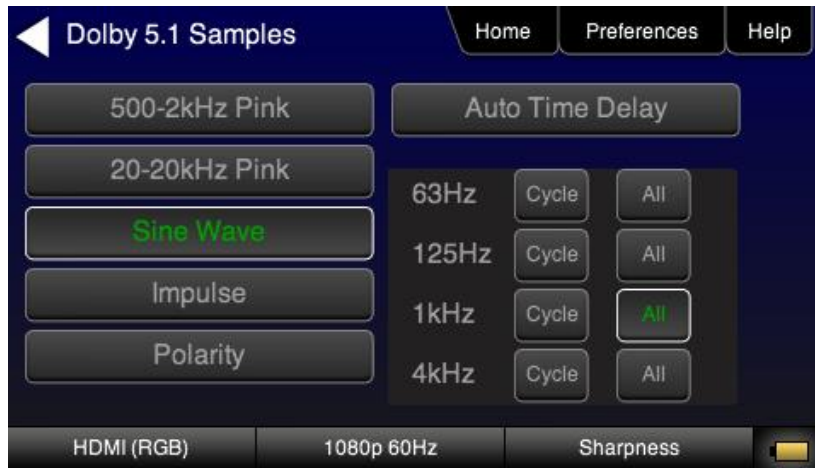 Dolby 5.1 Samples
Home
Preferences
Help
500-2kHz Pink
Auto Time Delay
20-20kHz Pink
Sine Wave
Impulse
Polarity
63Hz Cycle All
125Hz Cycle All
1kHz Cycle All
4kHz Cycle All
HDMI (RGB)
1080p 60Hz
Sharpness